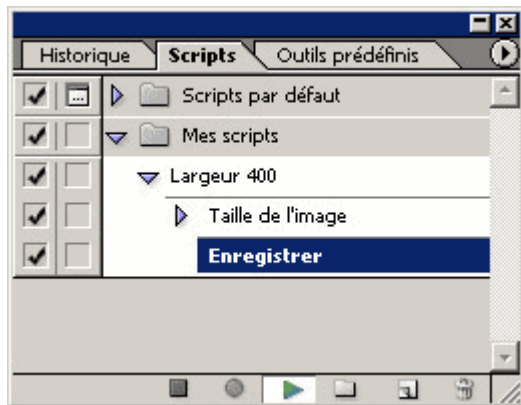 Historique Scripts Outils prédéfinis
Scripts par défaut
Mes scripts
Largeur 400
Taille de l'image
Enregistrer